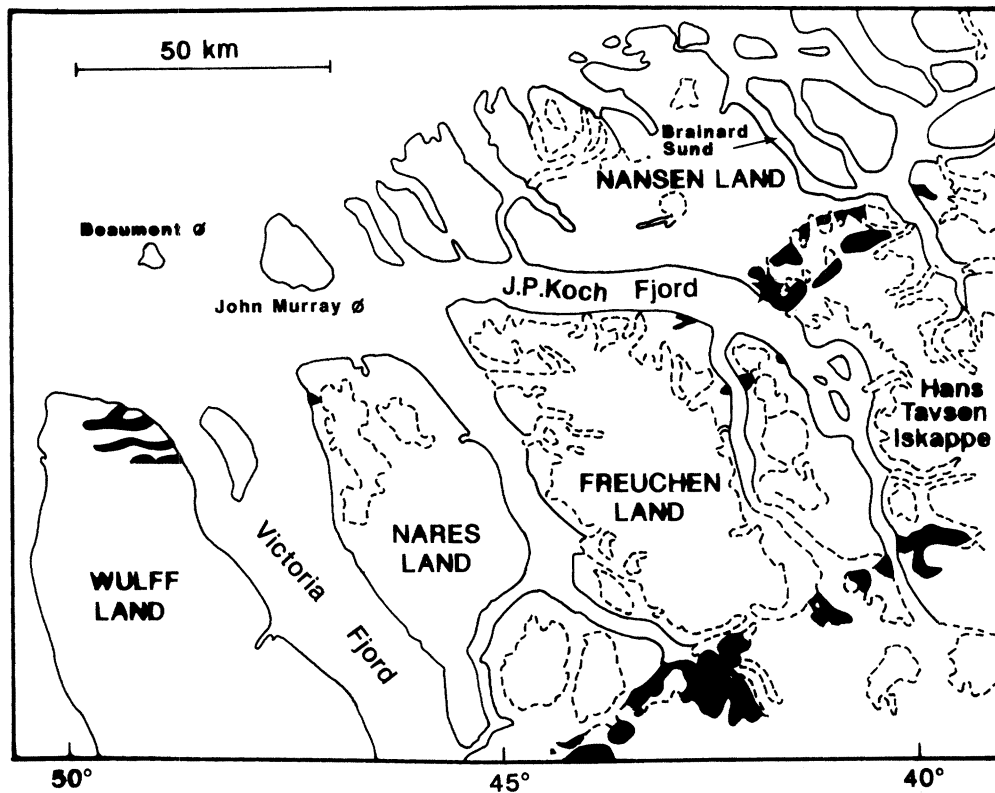 50 km
Brainard
Sund
NANSEN LAND
Beaumont Ø
John Murray Ø
J.P.Koch Fjord
Hans
Tavsen
Iskappe
FREUCHEN
LAND
NARES
LAND
Victoria Fjord
WULFF
LAND
50°
45°
40°